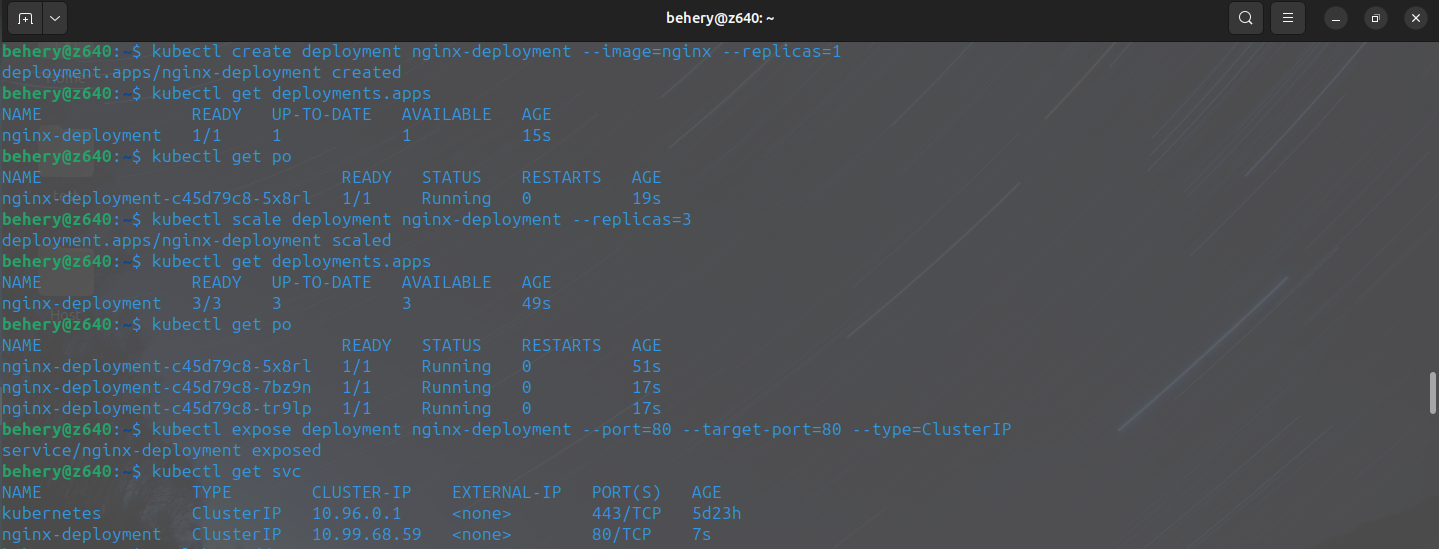 behery@z640: ~
behery@z640:~$ kubectl create deployment nginx-deployment --image=nginx --replicas=1
deployment.apps/nginx-deployment created
behery@z640:~$ kubectl get deployments.apps
NAME               READY   UP-TO-DATE   AVAILABLE   AGE
nginx-deployment   1/1     1            1           15s
behery@z640:~$ kubectl get po
NAME                              READY   STATUS    RESTARTS   AGE
nginx-deployment-c45d79c8-5x8rl   1/1     Running   0          19s
behery@z640:~$ kubectl scale deployment nginx-deployment --replicas=3
deployment.apps/nginx-deployment scaled
behery@z640:~$ kubectl get deployments.apps
NAME               READY   UP-TO-DATE   AVAILABLE   AGE
nginx-deployment   3/3     3            3           49s
behery@z640:~$ kubectl get po
NAME                              READY   STATUS    RESTARTS   AGE
nginx-deployment-c45d79c8-5x8rl   1/1     Running   0          51s
nginx-deployment-c45d79c8-7bz9n   1/1     Running   0          17s
nginx-deployment-c45d79c8-tr9lp   1/1     Running   0          17s
behery@z640:~$ kubectl expose deployment nginx-deployment --port=80 --target-port=80 --type=ClusterIP
service/nginx-deployment exposed
behery@z640:~$ kubectl get svc
NAME               TYPE        CLUSTER-IP    EXTERNAL-IP   PORT(S)   AGE
kubernetes         ClusterIP   10.96.0.1     <none>        443/TCP   5d23h
nginx-deployment   ClusterIP   10.99.68.59   <none>        80/TCP    7s